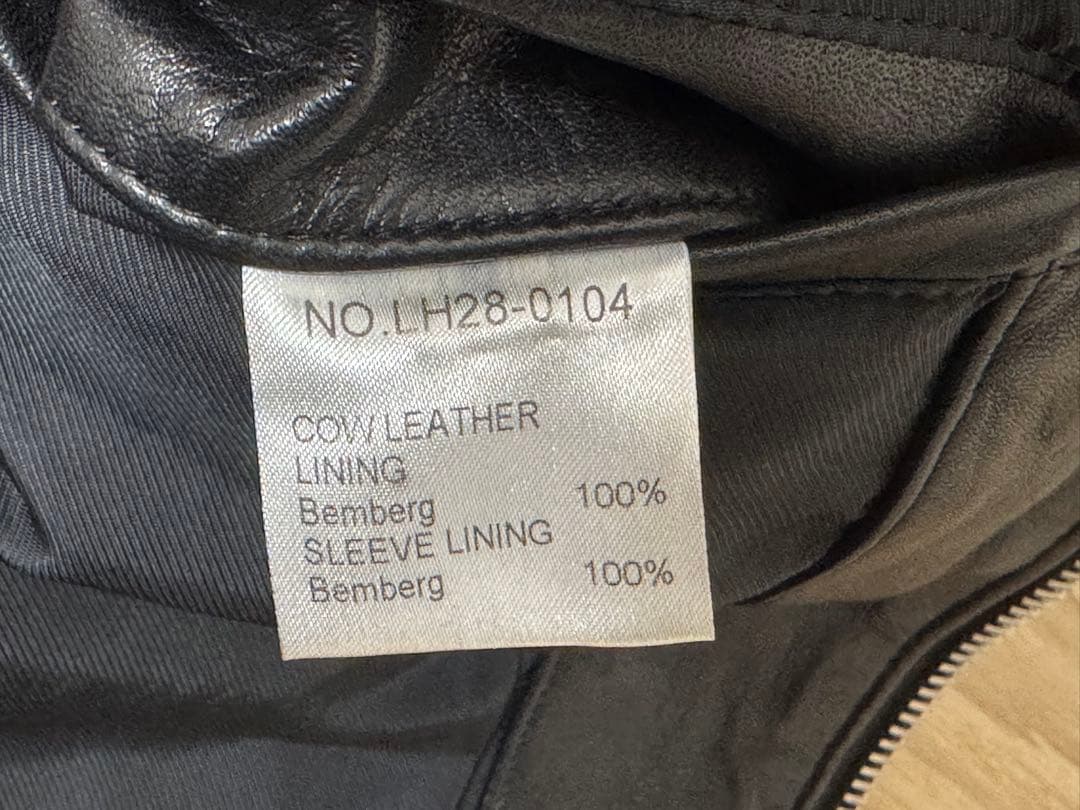 NO.LH28-0104
COW LEATHER
LINING
Bemberg 100%
SLEEVE LINING
Bemberg 100%